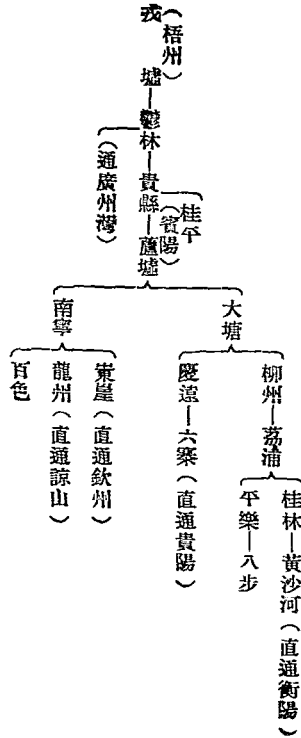 （梧州）
戎墟—鬱林—貴縣—蘆墟
（賓陽）
桂平
（通廣州灣）
大塘
柳州—荔浦
桂林—黃沙河（直通衡陽）
平樂—八步
慶遠—六寨（直通貴陽）
南寧
崖（直通欽州）
龍州（直通諒山）
百色